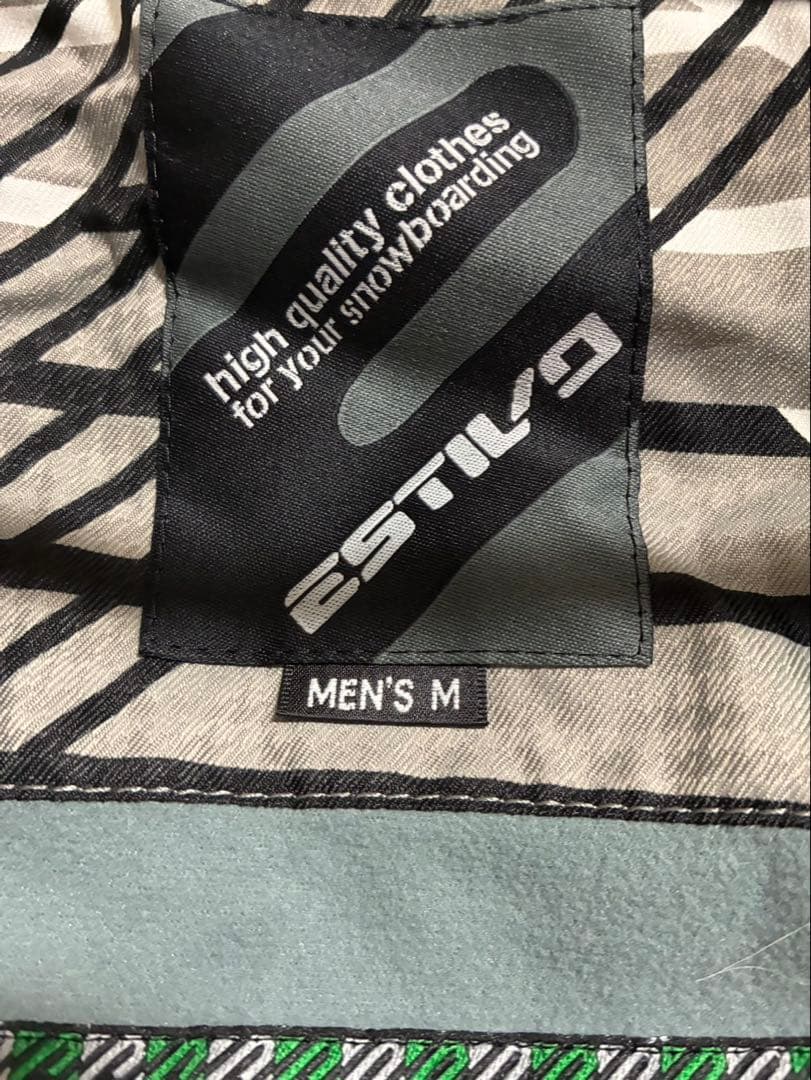 high quality clothes
for your snowboarding
ESTIVO
MEN'S M